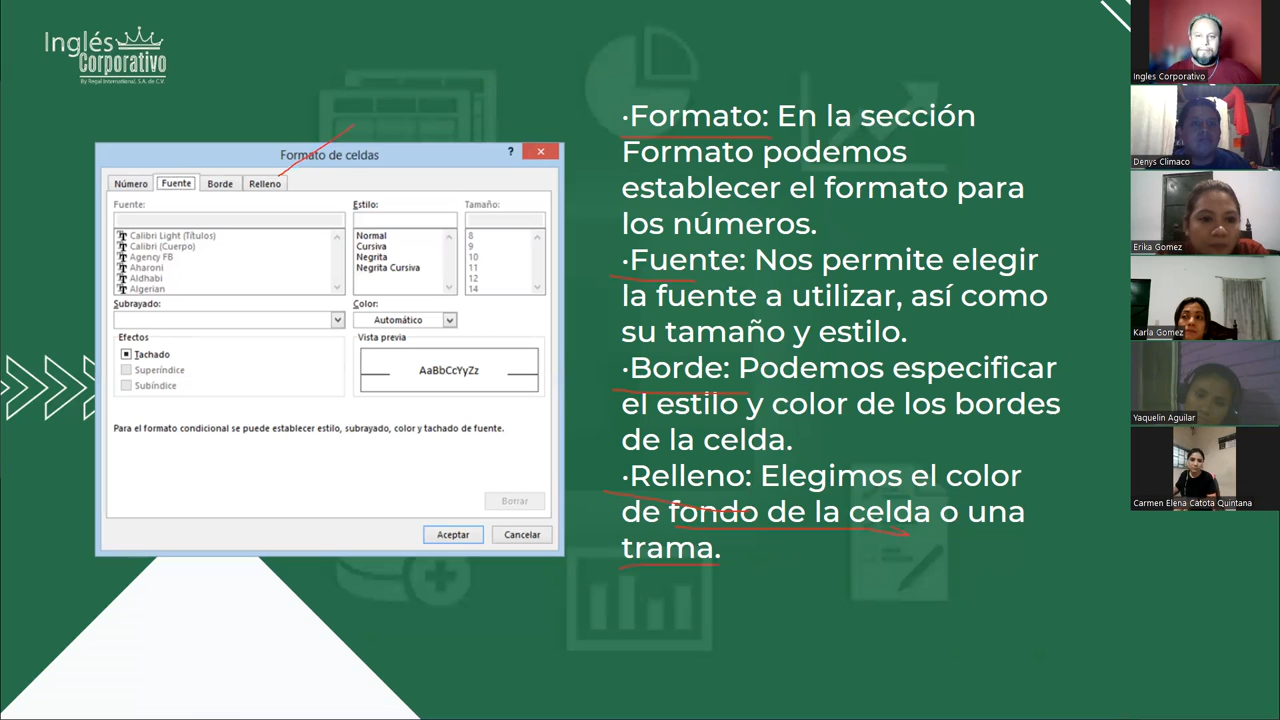 Inglés
Corporativo
By Regal International, S.A. de C.V.
Formato de celdas
?
Número
Fuente
Borde
Relleno
Fuente:
Estilo:
Tamaño:
Calibri Light (Títulos)
Calibri (Cuerpo)
Agency FB
Aharoni
Aldhabi
Algerian
Normal
Cursiva
Negrita
Negrita Cursiva
8
9
10
11
12
14
Subrayado:
Color:
Automático
Efectos
Tachado
Superíndice
Subíndice
Vista previa
AaBbCcYyZz
Para el formato condicional se puede establecer estilo, subrayado, color y tachado de fuente.
Borrar
Aceptar
Cancelar
·Formato: En la sección
Formato podemos
establecer el formato para
los números.
·Fuente: Nos permite elegir
la fuente a utilizar, así como
su tamaño y estilo.
·Borde: Podemos especificar
el estilo y color de los bordes
de la celda.
·Relleno: Elegimos el color
de fondo de la celda o una
trama.
Ingles Corporativo
Denys Climaco
Erika Gomez
Karla Gomez
Yaquelin Aguilar
Carmen Elena Catota Quintana